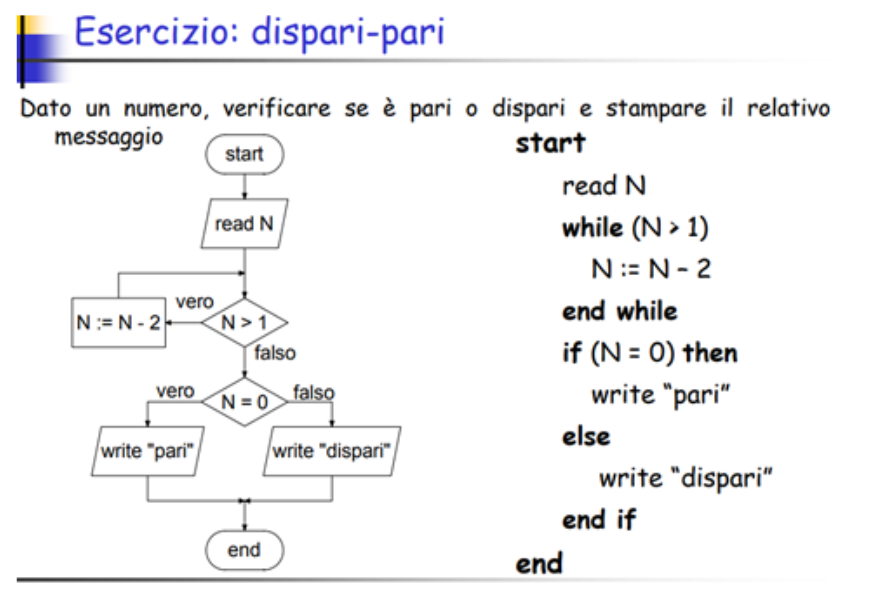 Esercizio: dispari-pari
Dato un numero, verificare se è pari o dispari e stampare il relativo
messaggio
start
read N
vero
N := N - 2
N > 1
falso
vero
N = 0
falso
write "pari"
write "dispari"
end
start
read N
while (N > 1)
N := N – 2
end while
if (N = 0) then
write “pari”
else
write “dispari”
end if
end